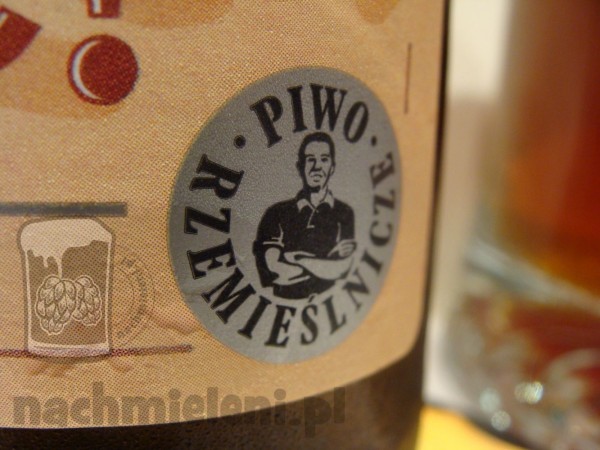 !
· PIWO ·
RZEMIEŚLNICZE
nachmieleni.pl